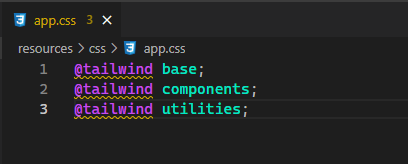 app.css 3 ×
resources > css > app.css
1 @tailwind base;
2 @tailwind components;
3 @tailwind utilities;